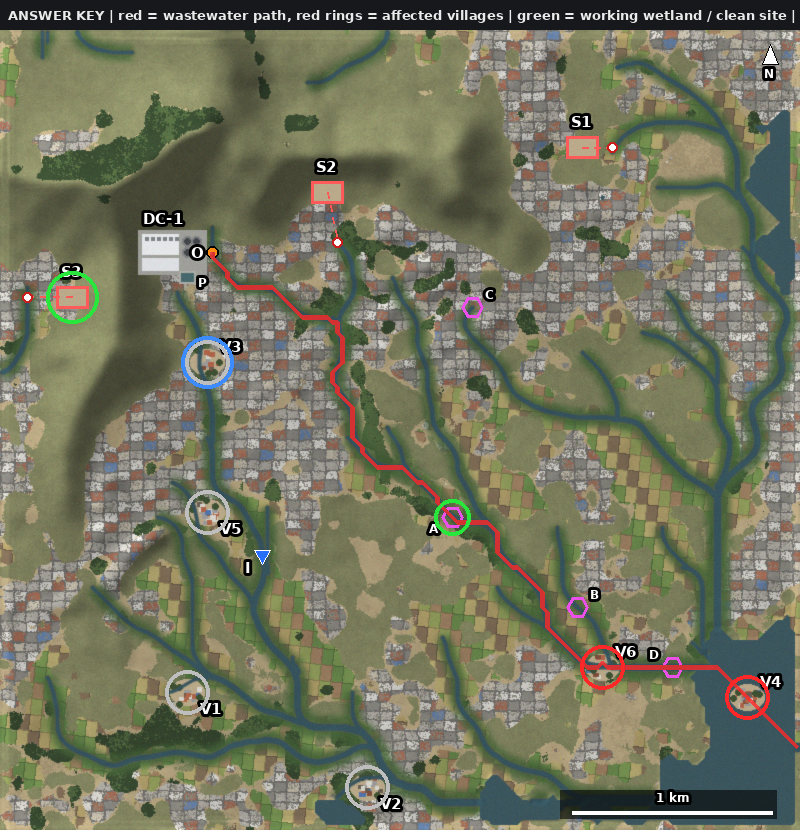 ANSWER KEY | red = wastewater path, red rings = affected villages | green = working wetland / clean site |
N
S1
S2
DC-1
O
P
S3
C
V3
A
V5
I
B
V6
D
V4
V1
V2
1 km